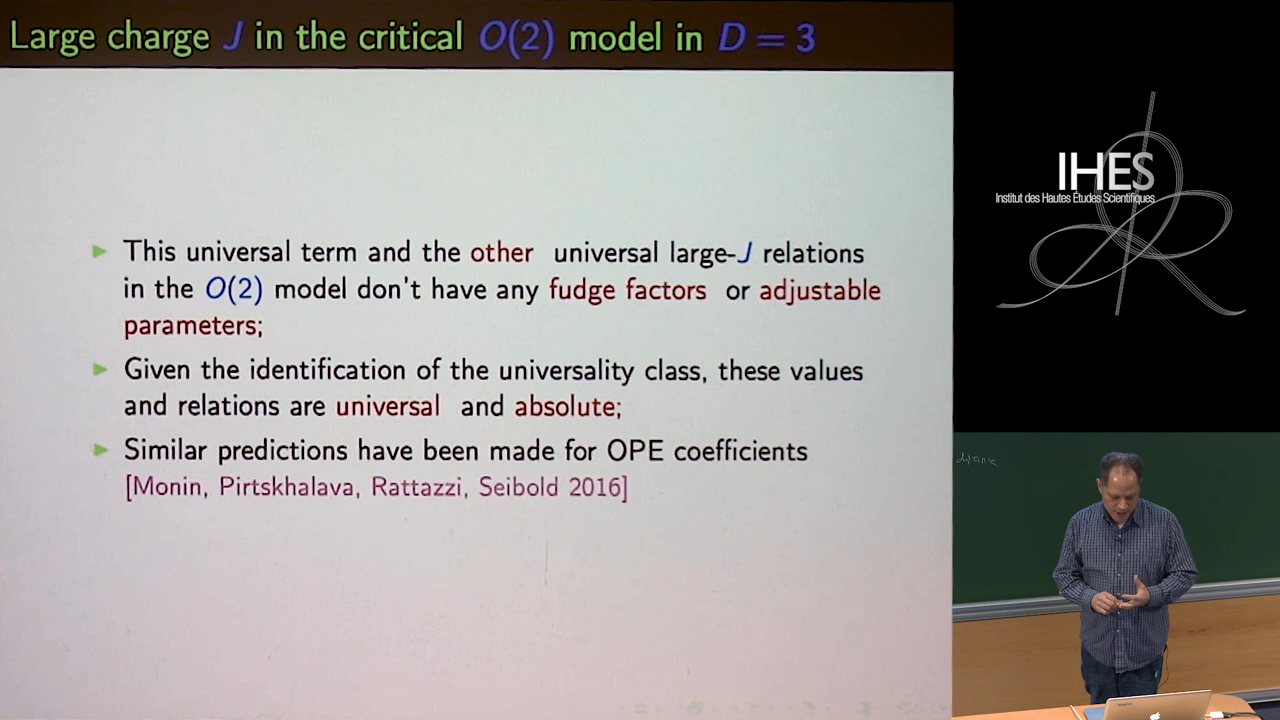 Large charge J in the critical O(2) model in D = 3
▶ This universal term and the other universal large-J relations
in the O(2) model don't have any fudge factors or adjustable
parameters;
▶ Given the identification of the universality class, these values
and relations are universal and absolute;
▶ Similar predictions have been made for OPE coefficients
[Monin, Pirtskhalava, Rattazzi, Seibold 2016]
IHES
Institut des Hautes Études Scientifiques